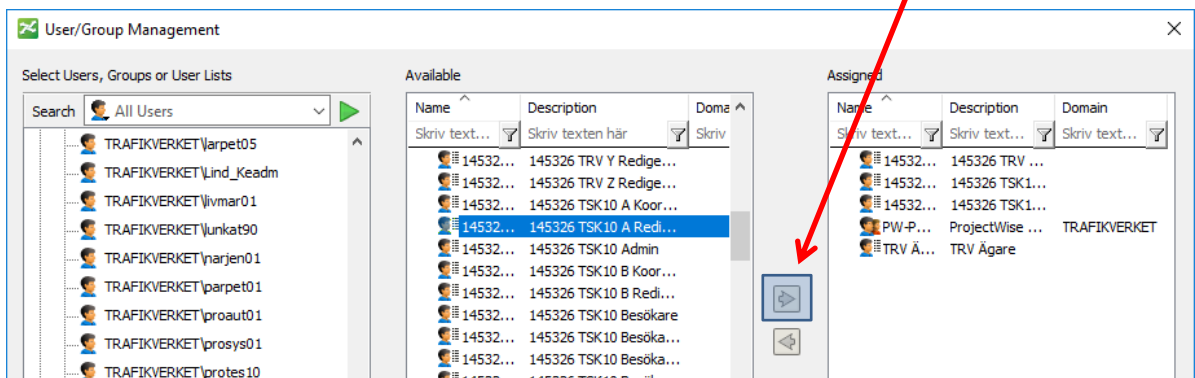 User/Group Management
Select Users, Groups or User Lists
Search All Users
TRAFIKVERKET\larpet05
TRAFIKVERKET\Lind_Keadm
TRAFIKVERKET\livmar01
TRAFIKVERKET\lunkat90
TRAFIKVERKET\narjen01
TRAFIKVERKET\parpet01
TRAFIKVERKET\proaut01
TRAFIKVERKET\prosys01
TRAFIKVERKET\protes10
Available
Name Description Doma
Skriv text... Skriv texten här Skriv
14532... 145326 TRV Y Redige...
14532... 145326 TRV Z Redige...
14532... 145326 TSK10 A Koor...
14532... 145326 TSK10 A Redi...
14532... 145326 TSK10 Admin
14532... 145326 TSK10 B Koor...
14532... 145326 TSK10 B Redi...
14532... 145326 TSK10 Besökare
14532... 145326 TSK10 Besöka...
14532... 145326 TSK10 Besöka...
Assigned
Name Description Domain
Skriv text... Skriv text... Skriv text...
14532... 145326 TRV ...
14532... 145326 TSK1...
14532... 145326 TSK1...
PW-P... ProjectWise ... TRAFIKVERKET
TRV Ä... TRV Ägare